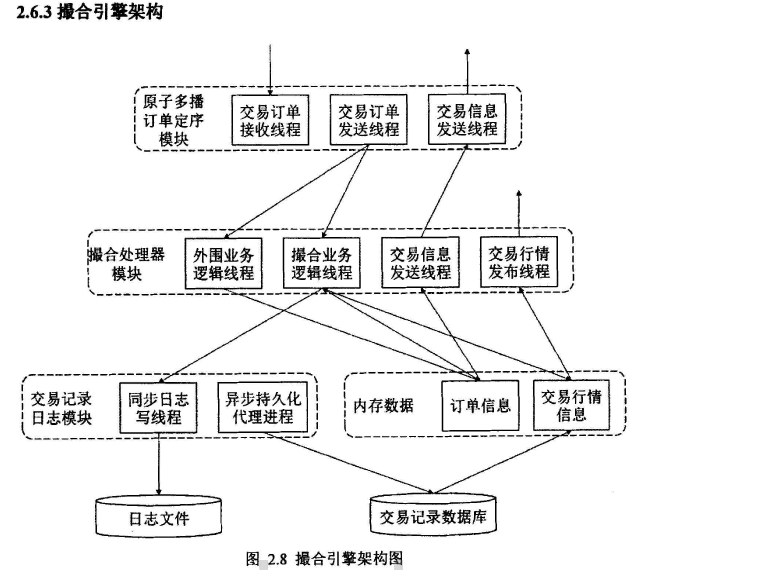 2.6.3 撮合引擎架构
原子多播
订单定序
模块
交易订单
接收线程
交易订单
发送线程
交易信息
发送线程
撮合处理器
模块
外围业务
逻辑线程
撮合业务
逻辑线程
交易信息
发送线程
交易行情
发布线程
交易记录
日志模块
同步日志
写线程
异步持久化
代理进程
内存数据
订单信息
交易行情
信息
日志文件
交易记录数据库
图 2.8 撮合引擎架构图